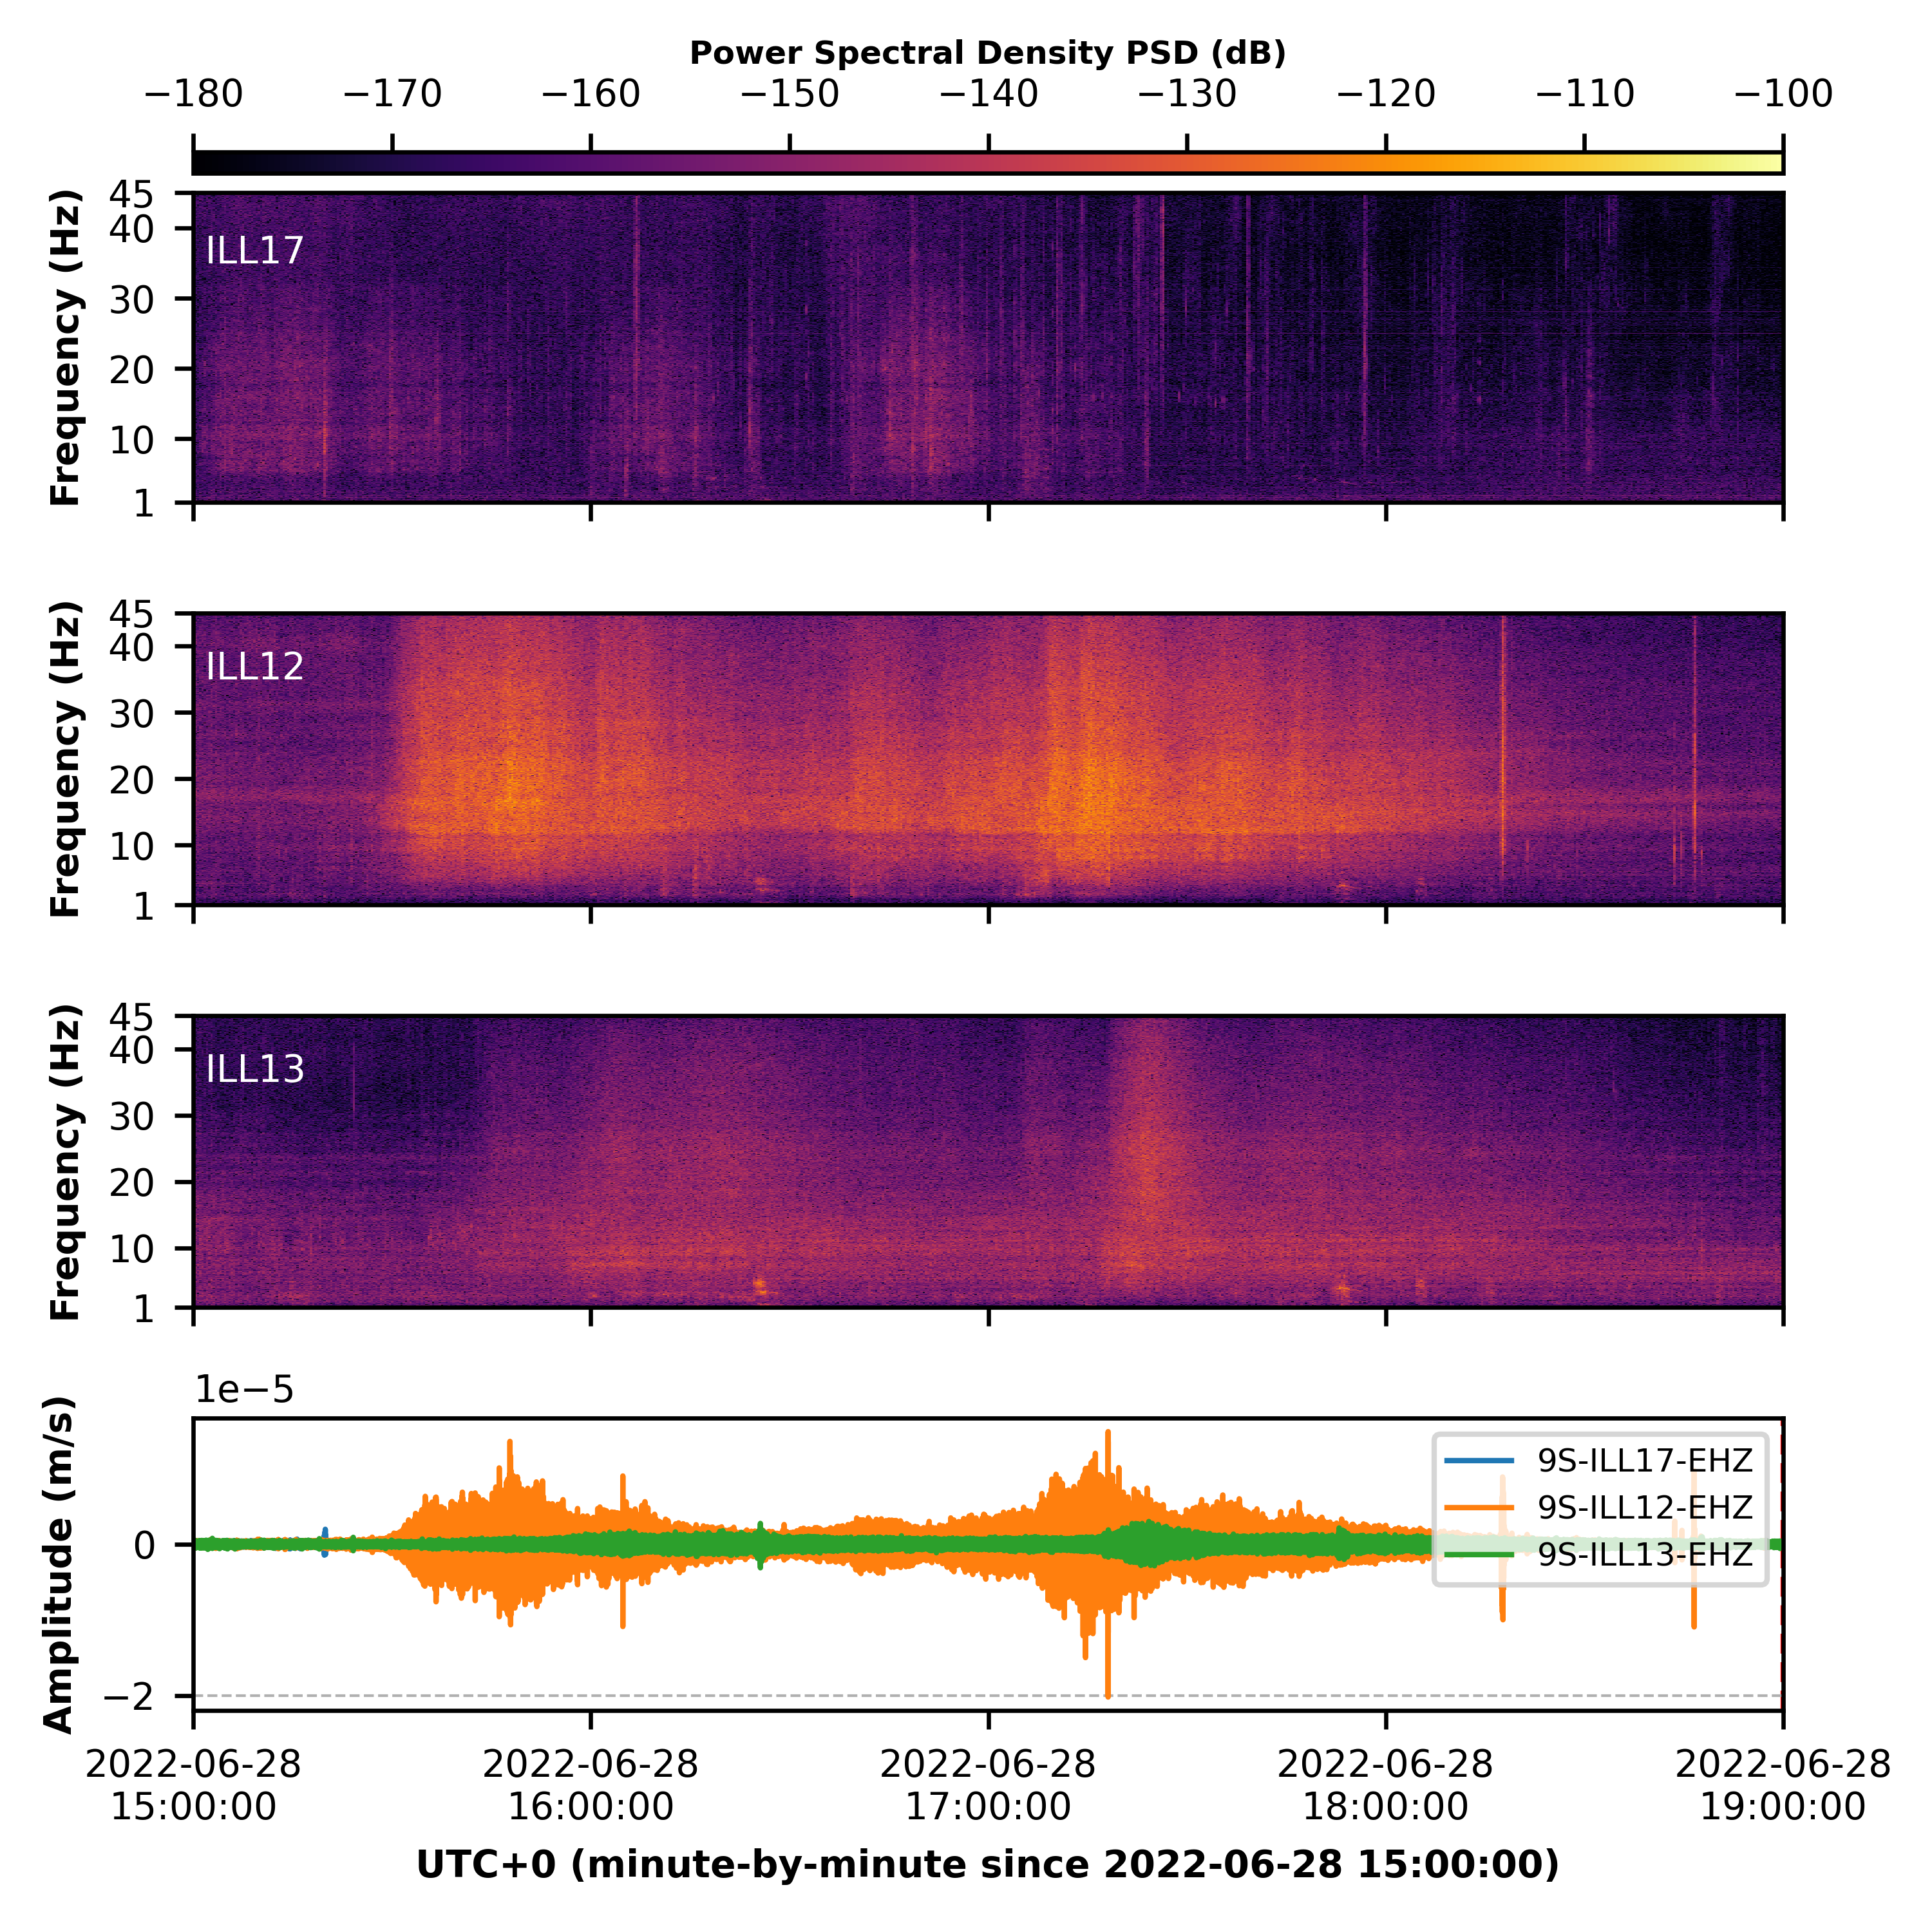 Power Spectral Density PSD (dB)
−180 −170 −160 −150 −140 −130 −120 −110 −100
Frequency (Hz)
45
40
30
20
10
1
ILL17
Frequency (Hz)
45
40
30
20
10
1
ILL12
Frequency (Hz)
45
40
30
20
10
1
ILL13
1e−5
Amplitude (m/s)
0
−2
9S-ILL17-EHZ
9S-ILL12-EHZ
9S-ILL13-EHZ
2022-06-28 2022-06-28 2022-06-28 2022-06-28 2022-06-28
15:00:00 16:00:00 17:00:00 18:00:00 19:00:00
UTC+0 (minute-by-minute since 2022-06-28 15:00:00)